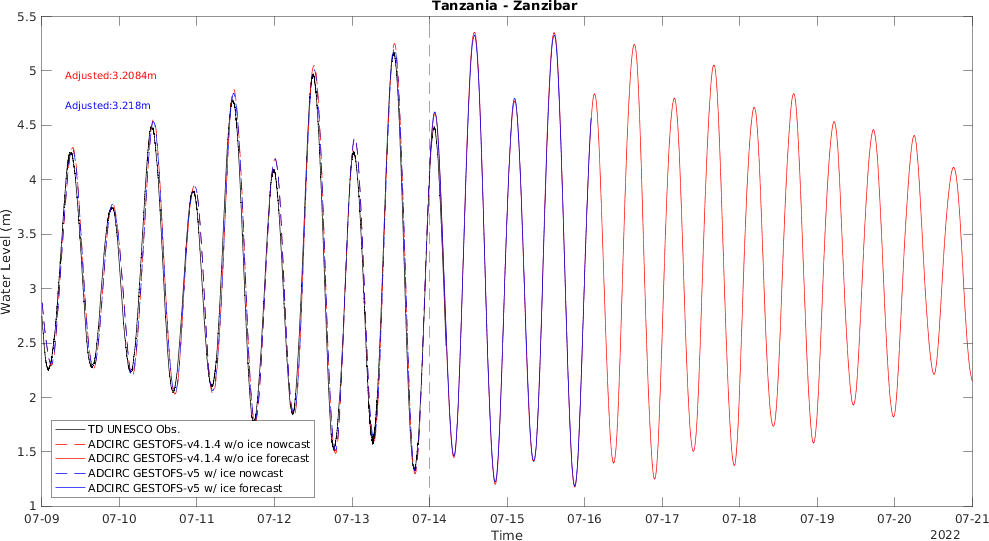 Tanzania - Zanzibar
5.5
5
4.5
4
3.5
3
2.5
2
1.5
1
Water Level (m)
Adjusted:3.2084m
Adjusted:3.218m
TD UNESCO Obs.
ADCIRC GESTOFS-v4.1.4 w/o ice nowcast
ADCIRC GESTOFS-v4.1.4 w/o ice forecast
ADCIRC GESTOFS-v5 w/ ice nowcast
ADCIRC GESTOFS-v5 w/ ice forecast
07-09 07-10 07-11 07-12 07-13 07-14 07-15 07-16 07-17 07-18 07-19 07-20 07-21
Time
2022